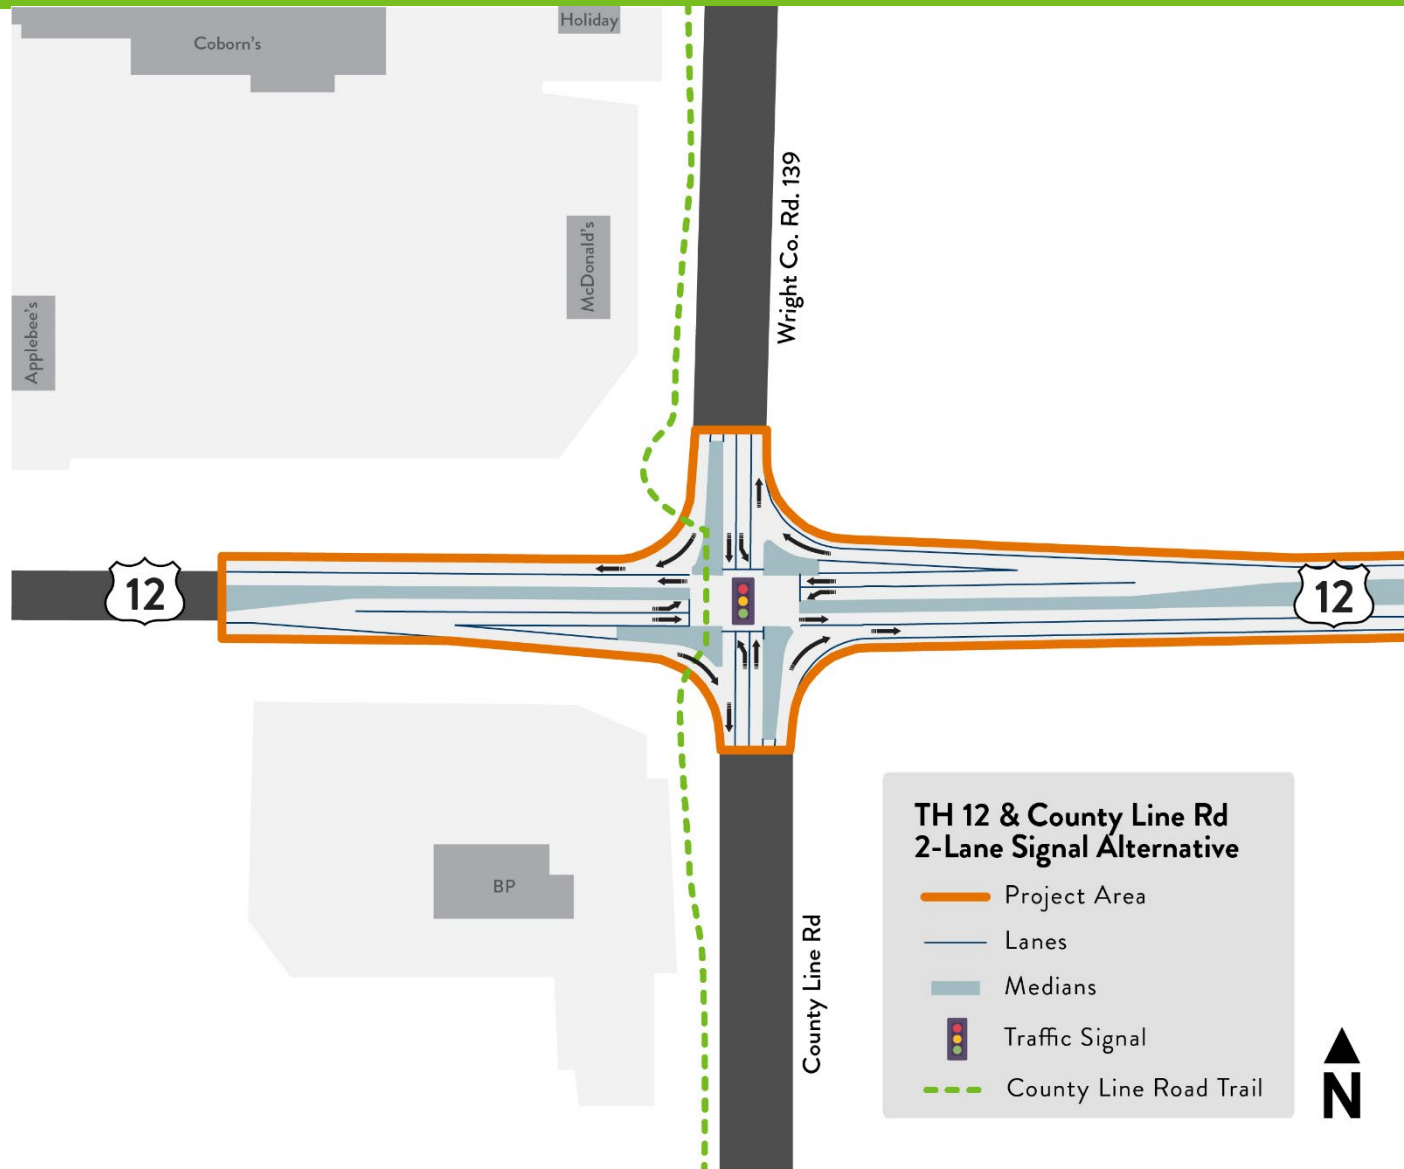 Holiday
Coborn's
Wright Co. Rd. 139
McDonald's
Applebee's
12
12
TH 12 & County Line Rd
2-Lane Signal Alternative
Project Area
Lanes
Medians
Traffic Signal
County Line Road Trail
BP
County Line Rd
N